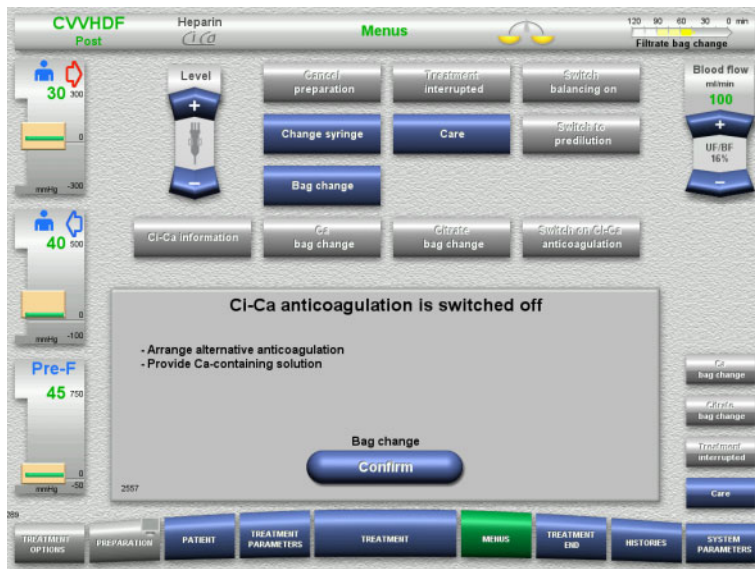 CVVHDF
Post
Heparin
CiCa
Menus
120 90 60 30 0 min
Filtrate bag change
30 300
0
mmHg -300
40 500
0
mmHg -100
Pre-F
45 750
0
mmHg -50
Level
+
−
Cancel
preparation
Treatment
interrupted
Switch
balancing on
Change syringe
Care
Switch to
predilution
Bag change
Ci-Ca information
Ca
bag change
Citrate
bag change
Switch on Ci-Ca
anticoagulation
Blood flow
ml/min
100
+
UF/BF
16%
−
Ci-Ca anticoagulation is switched off
- Arrange alternative anticoagulation
- Provide Ca-containing solution
Bag change
Confirm
2557
Ca
bag change
Citrate
bag change
Treatment
interrupted
Care
TREATMENT
OPTIONS
PREPARATION
PATIENT
TREATMENT
PARAMETERS
TREATMENT
MENUS
TREATMENT
END
HISTORIES
SYSTEM
PARAMETERS